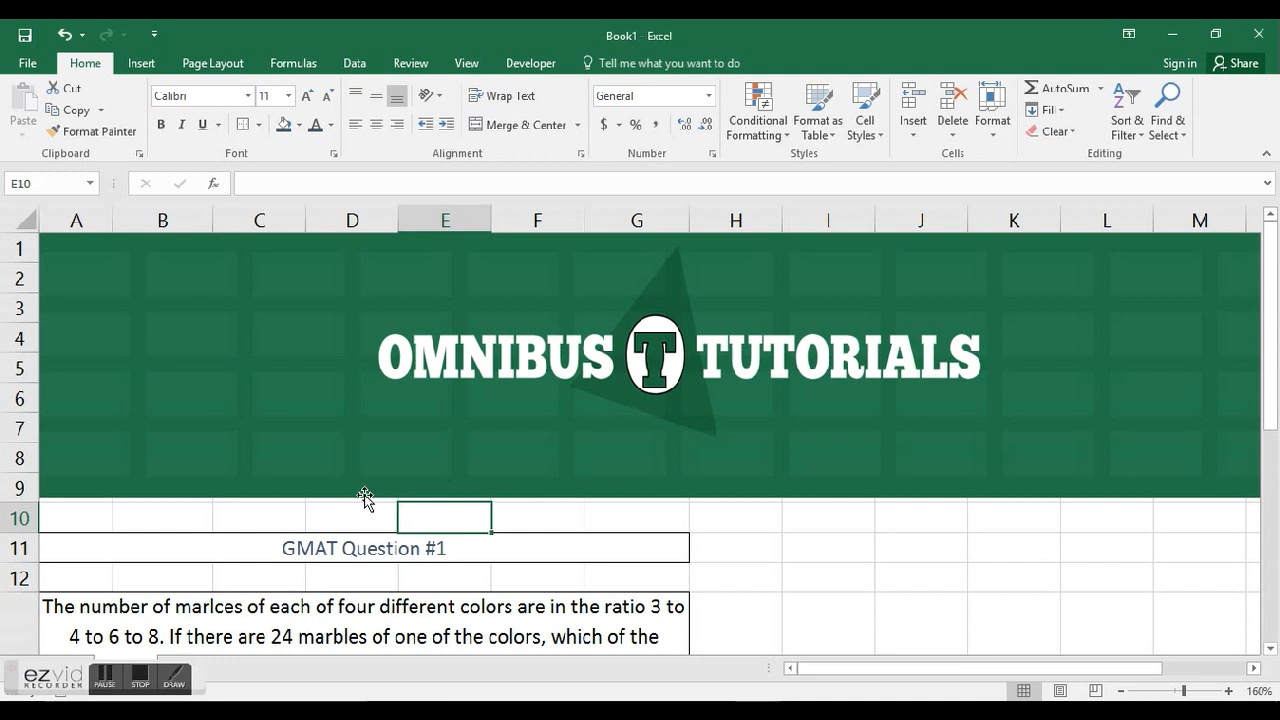 Book1 - Excel
File Home Insert Page Layout Formulas Data Review View Developer Tell me what you want to do Sign in Share
Paste
Cut
Copy
Format Painter
Clipboard
Calibri 11
B I U
Font
Wrap Text
Merge & Center
Alignment
General
$ % ,
Number
Conditional Formatting
Format as Table
Cell Styles
Styles
Insert Delete Format
Cells
AutoSum
Fill
Clear
Sort & Filter
Find & Select
Editing
E10 fx
A B C D E F G H I J K L M
1
2
3
4
5
6
7
8
9
10
11
12
OMNIBUS T TUTORIALS
GMAT Question #1
The number of marlces of each of four different colors are in the ratio 3 to
4 to 6 to 8. If there are 24 marbles of one of the colors, which of the
ezvid
RECORDER
PAUSE STOP DRAW
160%